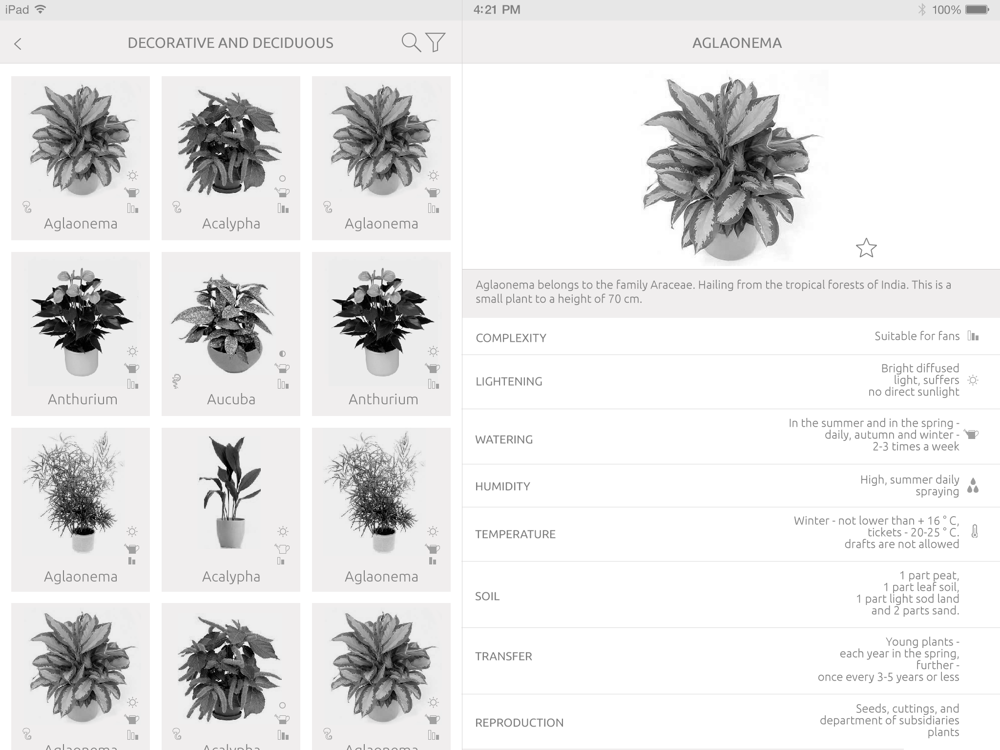 iPad
4:21 PM
100%
DECORATIVE AND DECIDUOUS
AGLAONEMA
Aglaonema
Acalypha
Aglaonema
Anthurium
Aucuba
Anthurium
Aglaonema
Acalypha
Aglaonema
Aglaonema
Acalypha
Aglaonema
Aglaonema belongs to the family Araceae. Hailing from the tropical forests of India. This is a
small plant to a height of 70 cm.
COMPLEXITY
Suitable for fans
LIGHTENING
Bright diffused
light, suffers
no direct sunlight
WATERING
In the summer and in the spring -
daily, autumn and winter -
2-3 times a week
HUMIDITY
High, summer daily
spraying
TEMPERATURE
Winter - not lower than + 16 ° C,
tickets - 20-25 ° C.
drafts are not allowed
SOIL
1 part peat,
1 part leaf soil,
1 part light sod land
and 2 parts sand.
TRANSFER
Young plants -
each year in the spring,
further -
once every 3-5 years or less
REPRODUCTION
Seeds, cuttings, and
department of subsidiaries
plants